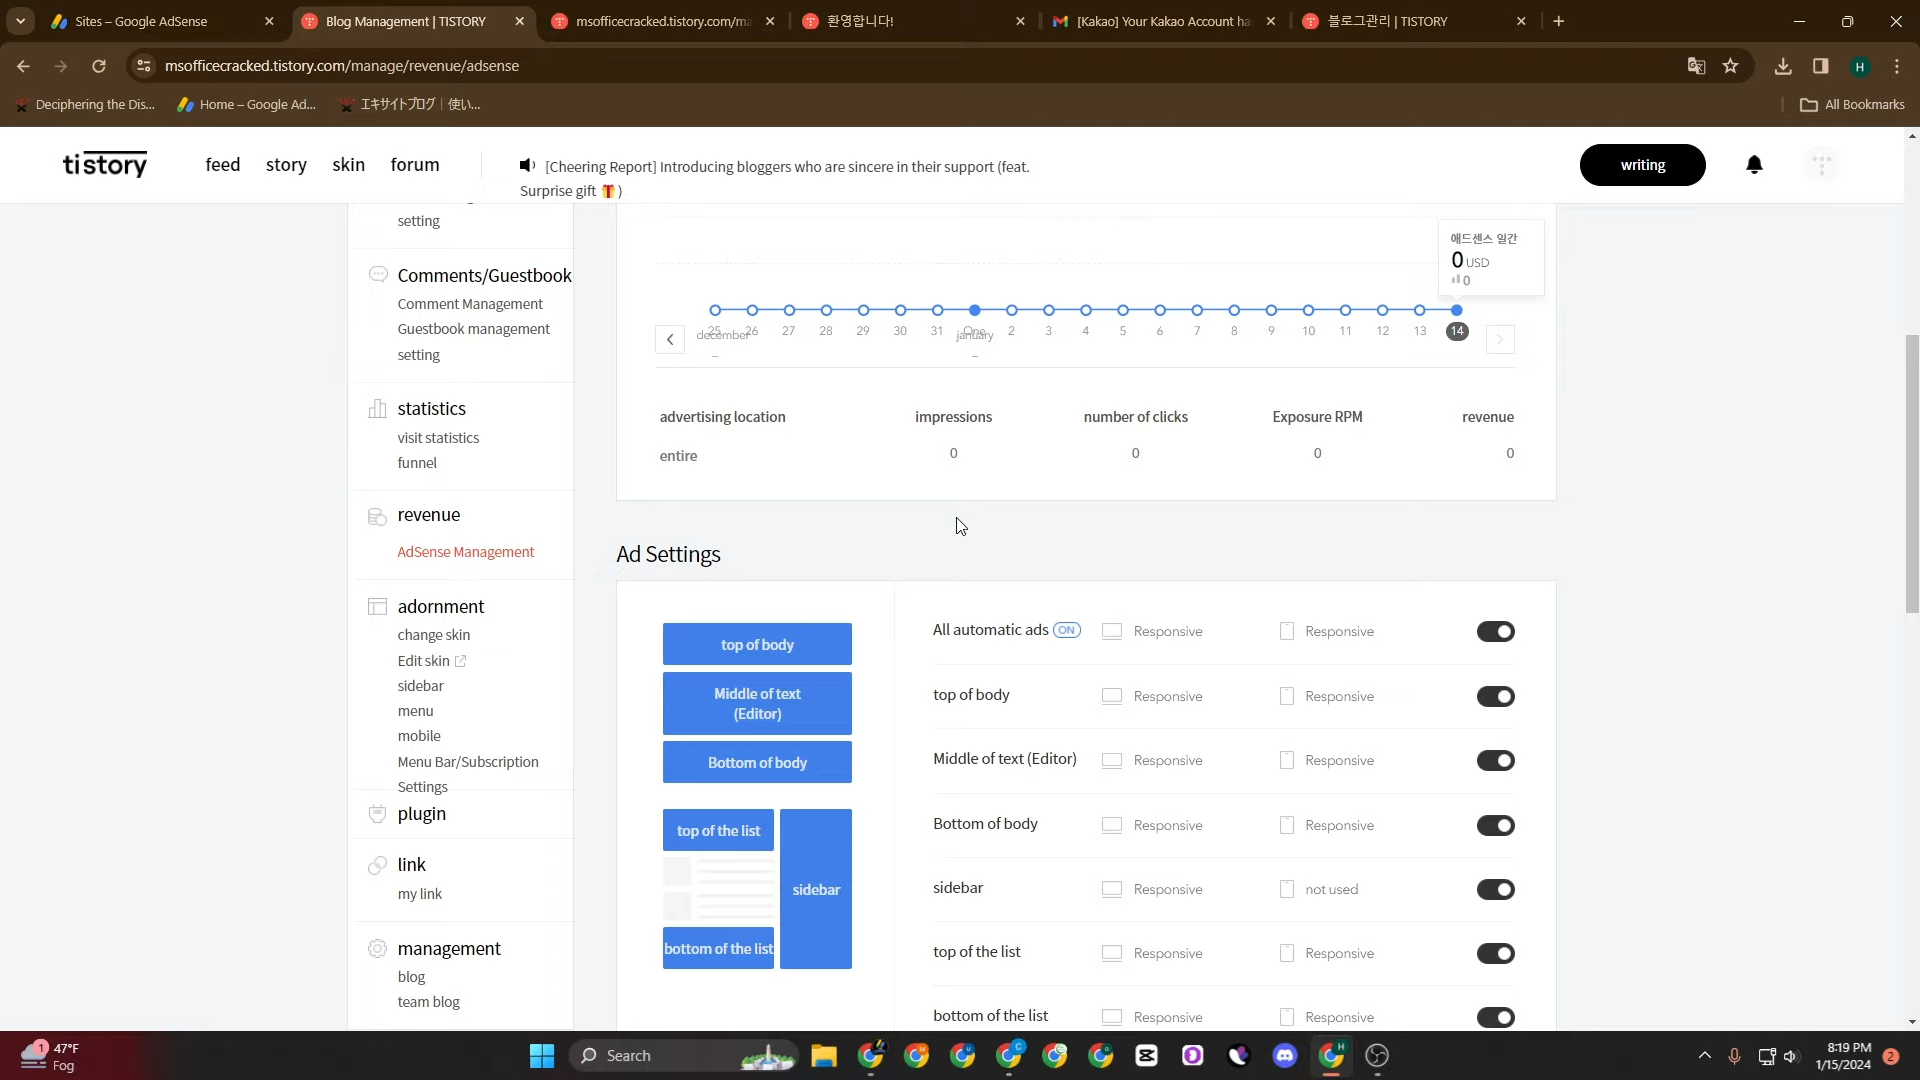 Sites – Google AdSense
Blog Management | TISTORY
msofficecracked.tistory.com/ma
환영합니다!
[Kakao] Your Kakao Account ha
블로그관리 | TISTORY
msofficecracked.tistory.com/manage/revenue/adsense
H
Deciphering the Dis...
Home – Google Ad...
エキサイトブログ | 使い...
All Bookmarks
tistory
feed
story
skin
forum
[Cheering Report] Introducing bloggers who are sincere in their support (feat.
Surprise gift 🎁 )
writing
setting
Comments/Guestbook
Comment Management
Guestbook management
setting
statistics
visit statistics
funnel
revenue
AdSense Management
adornment
change skin
Edit skin
sidebar
menu
mobile
Menu Bar/Subscription
Settings
plugin
link
my link
management
blog
team blog
애드센스 일간
0 USD
0
25 26 27 28 29 30 31 One 2 3 4 5 6 7 8 9 10 11 12 13 14
december january
advertising location impressions number of clicks Exposure RPM revenue
entire 0 0 0 0
Ad Settings
top of body
Middle of text
(Editor)
Bottom of body
top of the list
sidebar
bottom of the list
All automatic ads ON Responsive Responsive
top of body Responsive Responsive
Middle of text (Editor) Responsive Responsive
Bottom of body Responsive Responsive
sidebar Responsive not used
top of the list Responsive Responsive
bottom of the list Responsive Responsive
1
47°F
Fog
Search
8:19 PM
1/15/2024
2